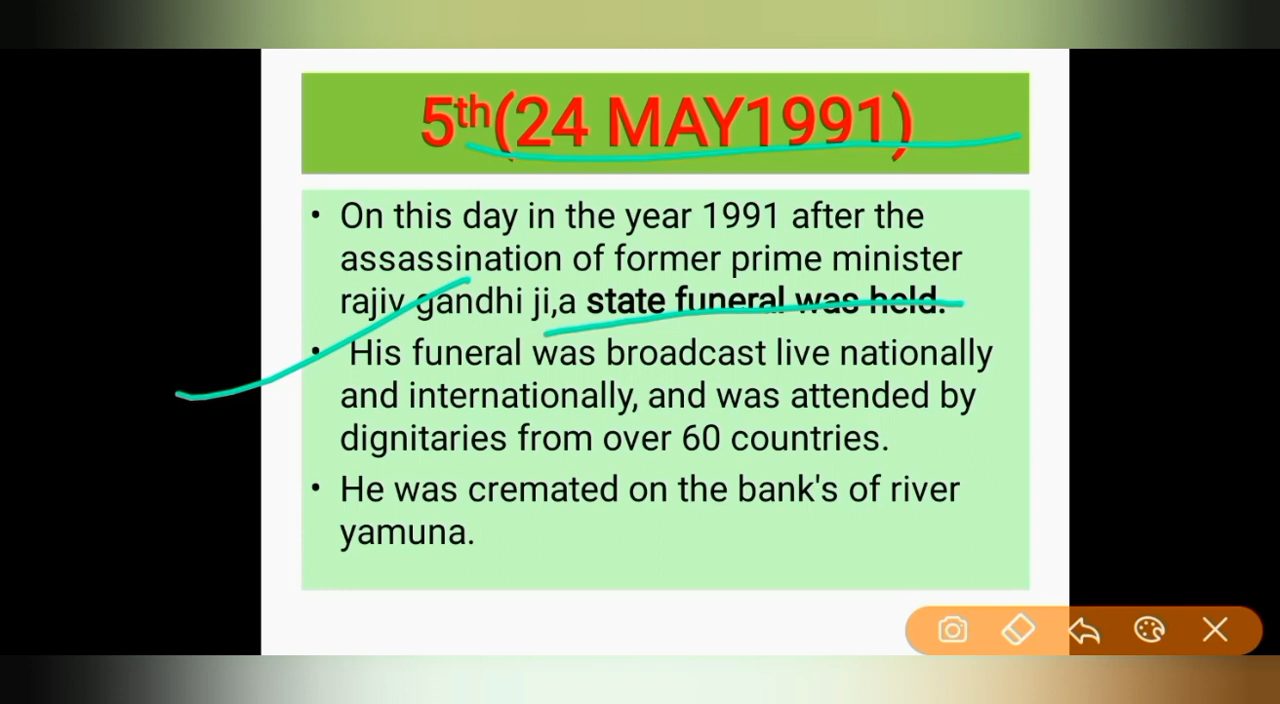 5th(24 MAY1991)
• On this day in the year 1991 after the
assassination of former prime minister
rajiv gandhi ji,a state funeral was held.
• His funeral was broadcast live nationally
and internationally, and was attended by
dignitaries from over 60 countries.
• He was cremated on the bank's of river
yamuna.